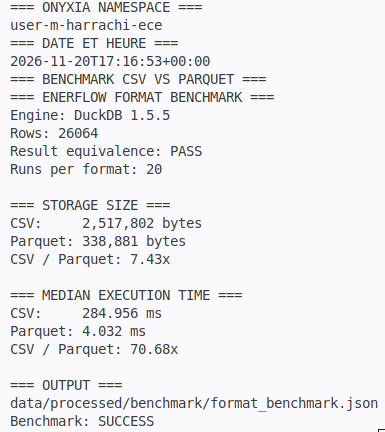 === ONYXIA NAMESPACE ===
user-m-harrachi-ece
=== DATE ET HEURE ===
2026-11-20T17:16:53+00:00
=== BENCHMARK CSV VS PARQUET ===
=== ENERFLOW FORMAT BENCHMARK ===
Engine: DuckDB 1.5.5
Rows: 26064
Result equivalence: PASS
Runs per format: 20
=== STORAGE SIZE ===
CSV:     2,517,802 bytes
Parquet: 338,881 bytes
CSV / Parquet: 7.43x
=== MEDIAN EXECUTION TIME ===
CSV:     284.956 ms
Parquet: 4.032 ms
CSV / Parquet: 70.68x
=== OUTPUT ===
data/processed/benchmark/format_benchmark.json
Benchmark: SUCCESS